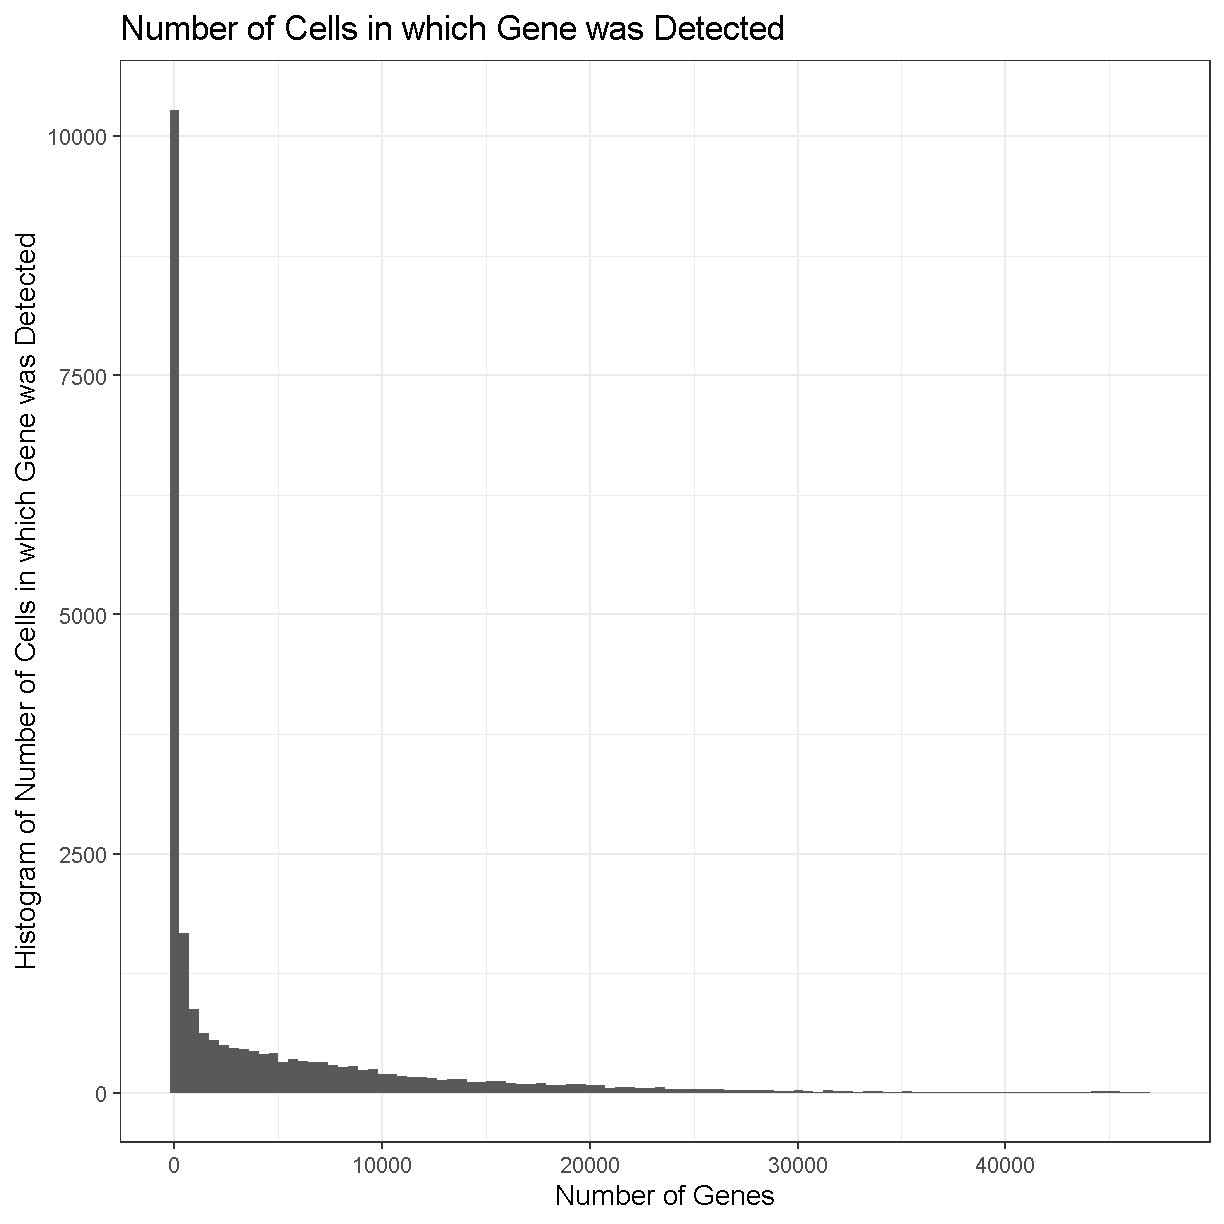 Number of Cells in which Gene was Detected
Histogram of Number of Cells in which Gene was Detected
10000
7500
5000
2500
0
0 10000 20000 30000 40000
Number of Genes